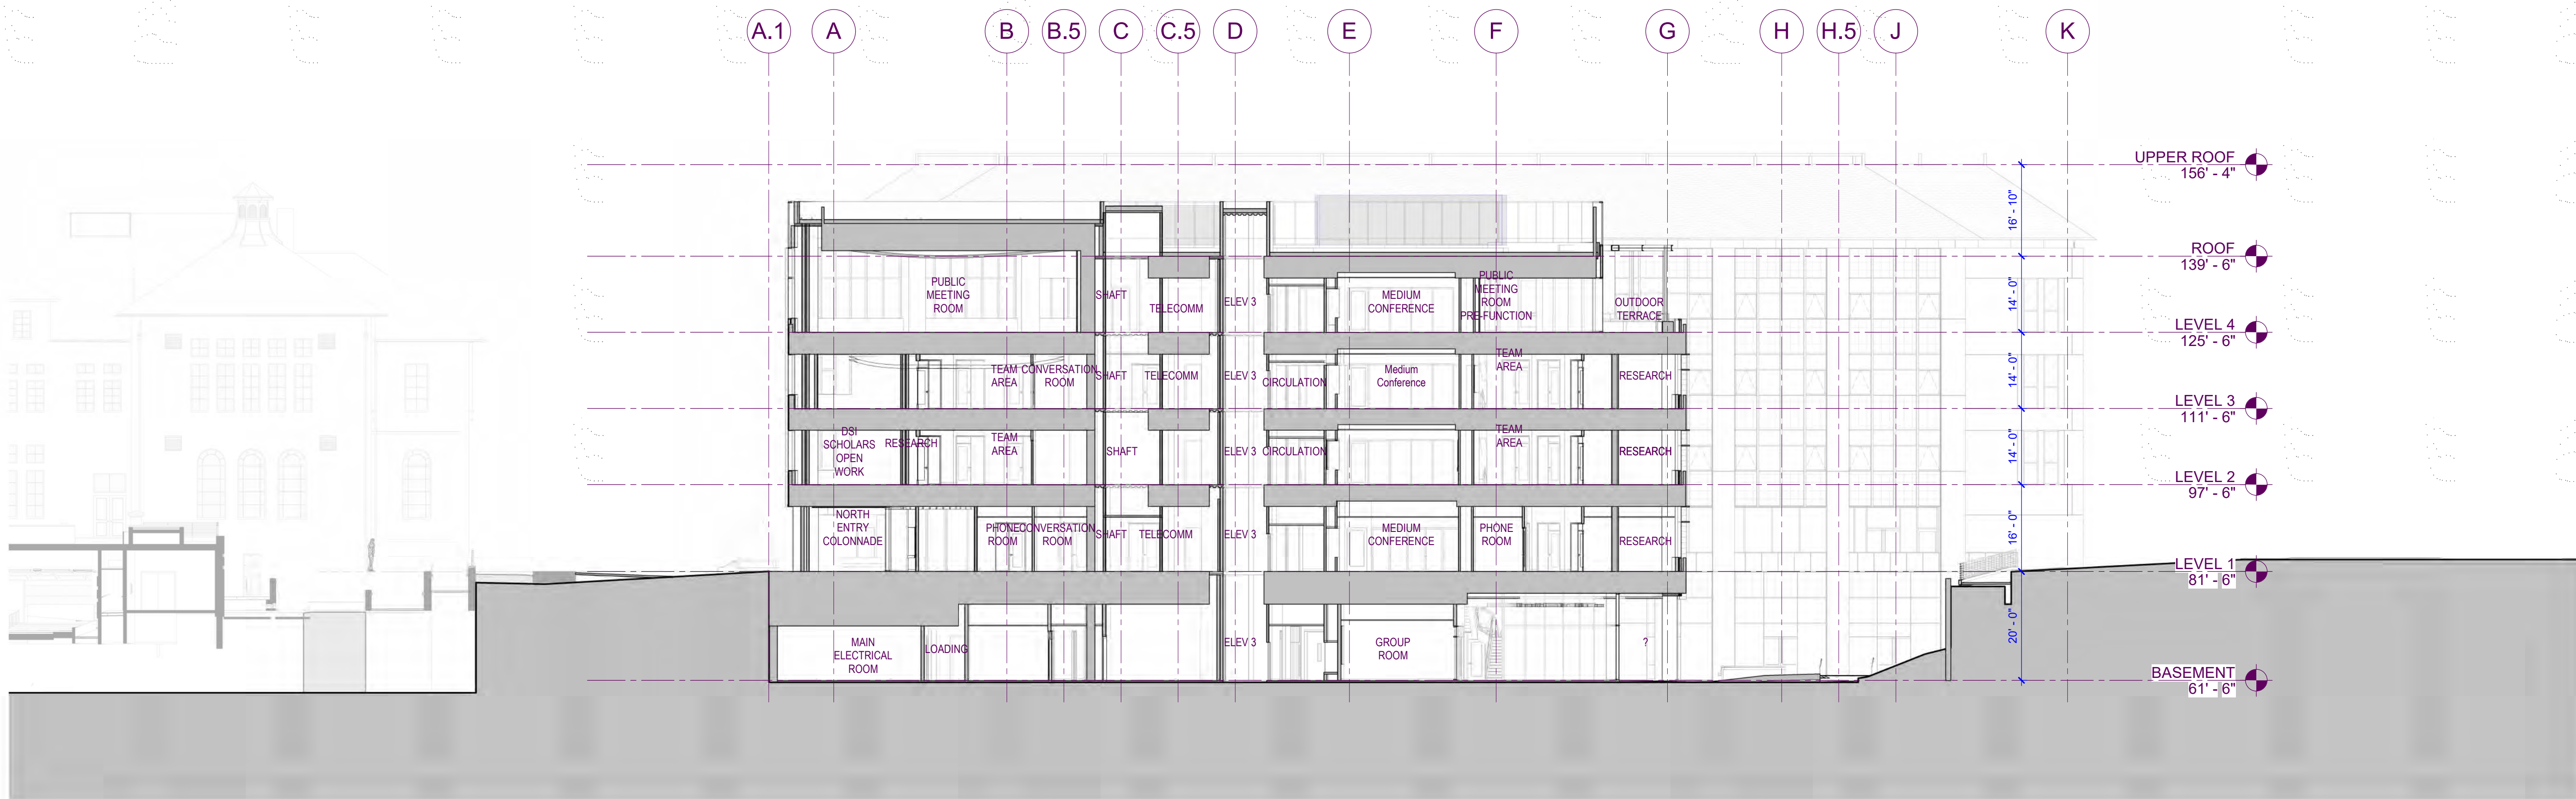 A.1 A B B.5 C C.5 D E F G H H.5 J K
UPPER ROOF
156' - 4"
16' - 10"
ROOF
139' - 6"
14' - 0"
PUBLIC
MEETING
ROOM
SHAFT
TELECOMM
ELEV 3
MEDIUM
CONFERENCE
PUBLIC
MEETING
ROOM
PRE-FUNCTION
OUTDOOR
TERRACE
LEVEL 4
125' - 6"
14' - 0"
TEAM
AREA
CONVERSATION
ROOM
SHAFT
TELECOMM
ELEV 3
CIRCULATION
Medium
Conference
TEAM
AREA
RESEARCH
LEVEL 3
111' - 6"
14' - 0"
DSI
SCHOLARS
OPEN
WORK
RESEARCH
TEAM
AREA
SHAFT
ELEV 3
CIRCULATION
TEAM
AREA
RESEARCH
LEVEL 2
97' - 6"
16' - 0"
NORTH
ENTRY
COLONNADE
PHONE
ROOM
CONVERSATION
ROOM
SHAFT
TELECOMM
ELEV 3
MEDIUM
CONFERENCE
PHONE
ROOM
RESEARCH
LEVEL 1
81' - 6"
20' - 0"
MAIN
ELECTRICAL
ROOM
LOADING
ELEV 3
GROUP
ROOM
?
BASEMENT
61' - 6"